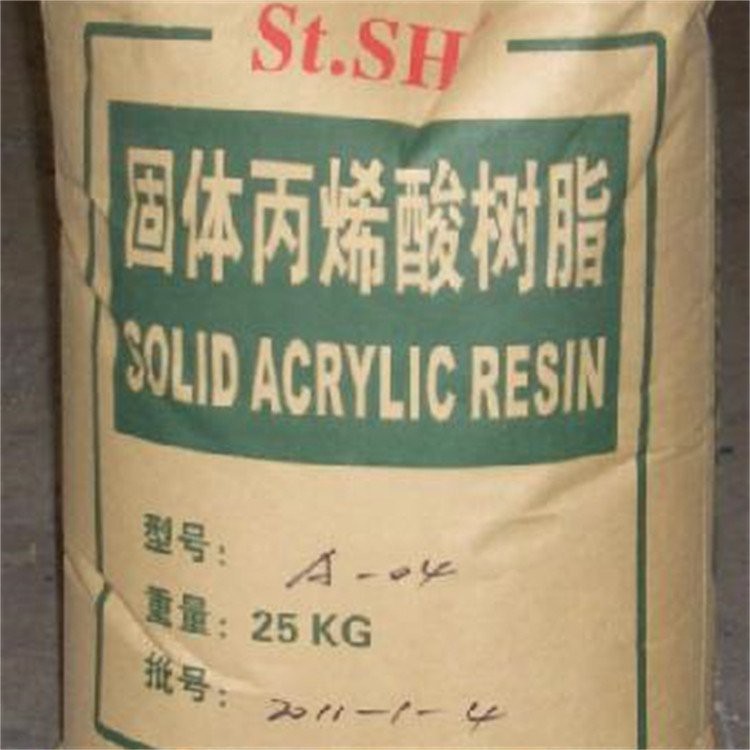 St.SH
固体丙烯酸树脂
SOLID ACRYLIC RESIN
型号: A-04
重量: 25 KG
批号: 2011-1-4